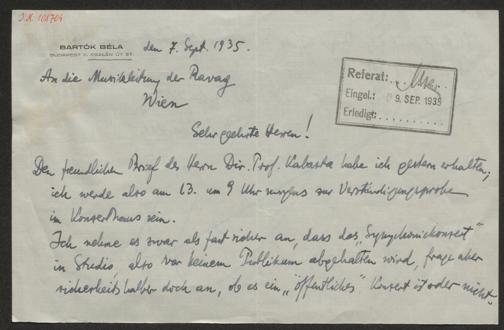 I.N. 108704
BARTÓK BÉLA
BUDAPEST II. CSALÁN ÚT
den 7. Sept. 1935.
An die Musikleitung der Ravag
Wien
Referat:
Eingel.: 9. SEP. 1935
Erledigt:
Sehr geehrte Herren!
Den freundlichen Brief des Herrn Dir. Prof. Kabasta habe ich gestern erhalten;
ich werde also am 13. um 9 Uhr morgens zur Verständigungsprobe
im Konzerthaus sein.
Ich nehme es zwar als fast sicher an, dass das „Symphoniekonzert"
in Studio, also vor keinem Publikum abgehalten wird, frage aber
sicherheitshalber doch an, ob es ein „öffentliches" Konzert ist oder nicht.